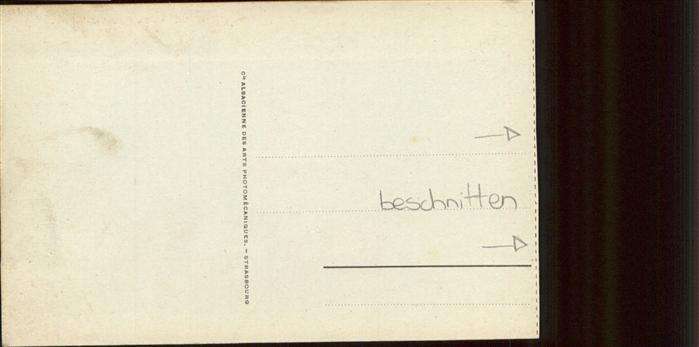 Cie ALSACIENNE DES ARTS PHOTOMÉCANIQUES. — STRASBOURG
beschnitten